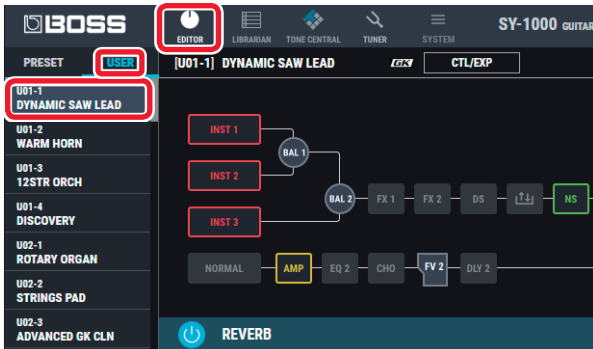 BOSS
EDITOR LIBRARIAN TONE CENTRAL TUNER SYSTEM SY-1000 GUITAR
PRESET USER [U01-1] DYNAMIC SAW LEAD GK CTL/EXP
U01-1
DYNAMIC SAW LEAD
U01-2
WARM HORN
U01-3
12STR ORCH
U01-4
DISCOVERY
U02-1
ROTARY ORGAN
U02-2
STRINGS PAD
U02-3
ADVANCED GK CLN
INST 1
BAL 1
INST 2
BAL 2 FX 1 FX 2 DS NS
INST 3
NORMAL AMP EQ 2 CHO FV 2 DLY 2
REVERB